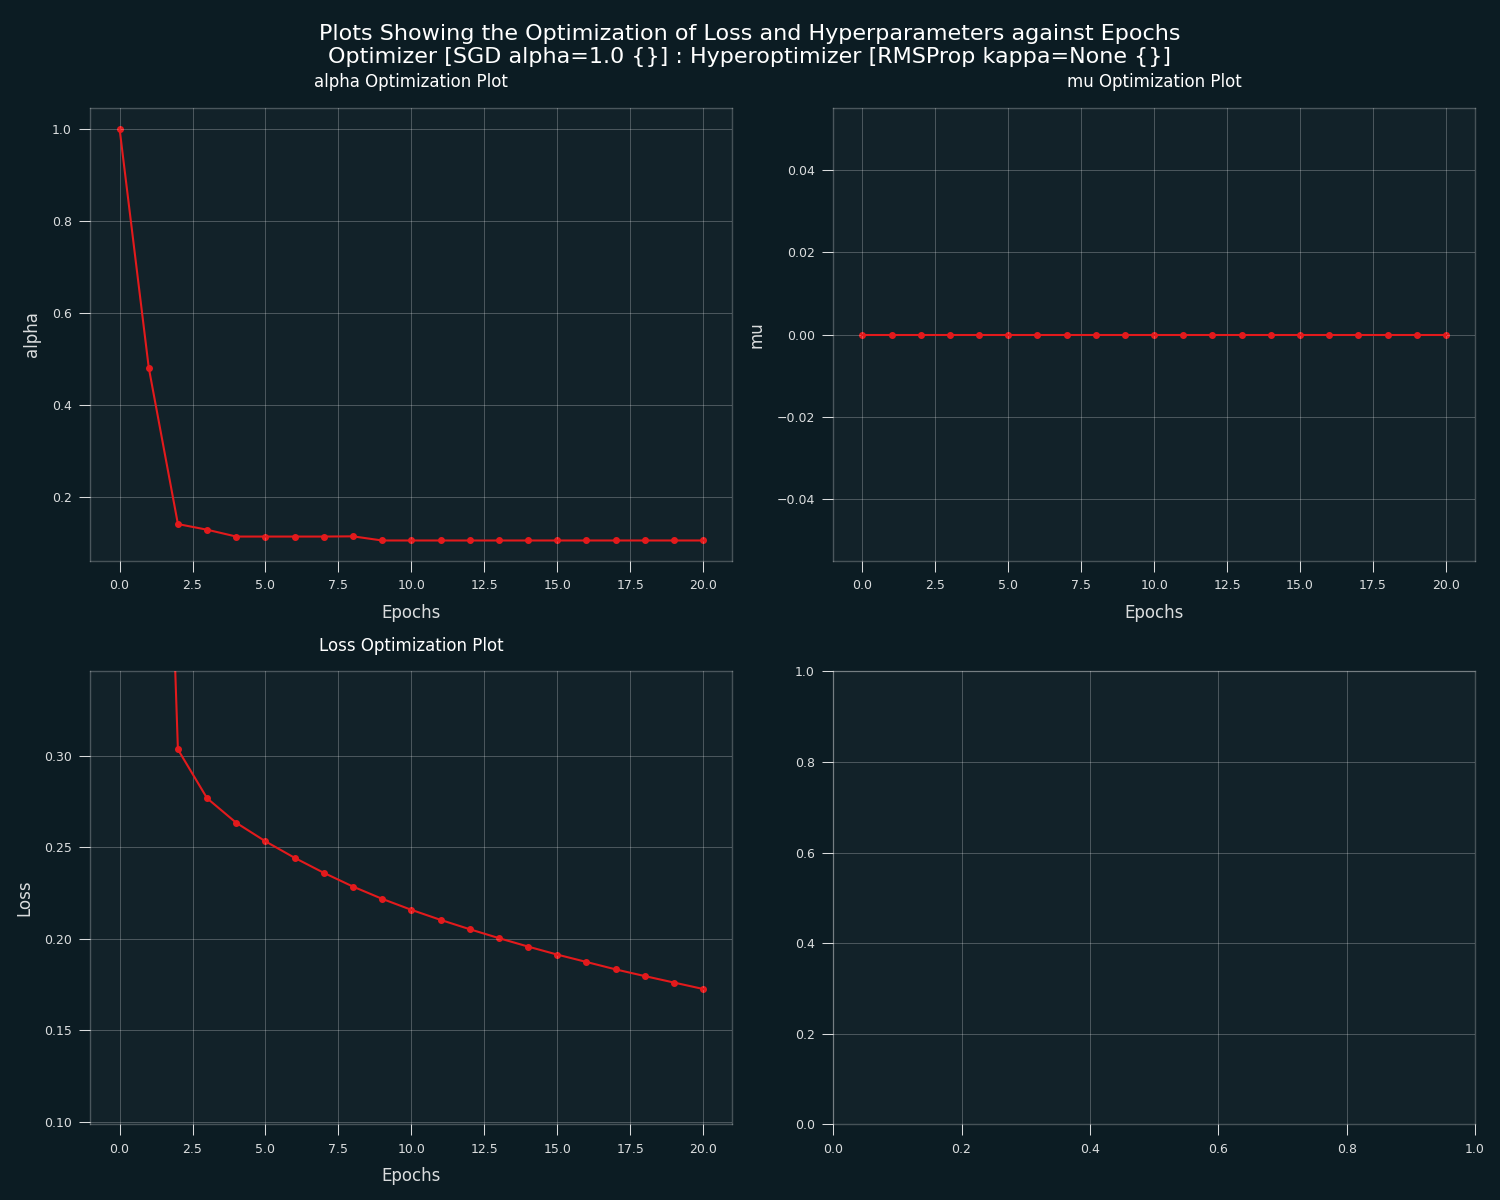 Plots Showing the Optimization of Loss and Hyperparameters against Epochs
Optimizer [SGD alpha=1.0 {}] : Hyperoptimizer [RMSProp kappa=None {}]
alpha Optimization Plot
1.0
0.8
0.6
0.4
0.2
alpha
0.0 2.5 5.0 7.5 10.0 12.5 15.0 17.5 20.0
Epochs
mu Optimization Plot
0.04
0.02
0.00
−0.02
−0.04
mu
0.0 2.5 5.0 7.5 10.0 12.5 15.0 17.5 20.0
Epochs
Loss Optimization Plot
0.30
0.25
0.20
0.15
0.10
Loss
0.0 2.5 5.0 7.5 10.0 12.5 15.0 17.5 20.0
Epochs
1.0
0.8
0.6
0.4
0.2
0.0
0.0 0.2 0.4 0.6 0.8 1.0